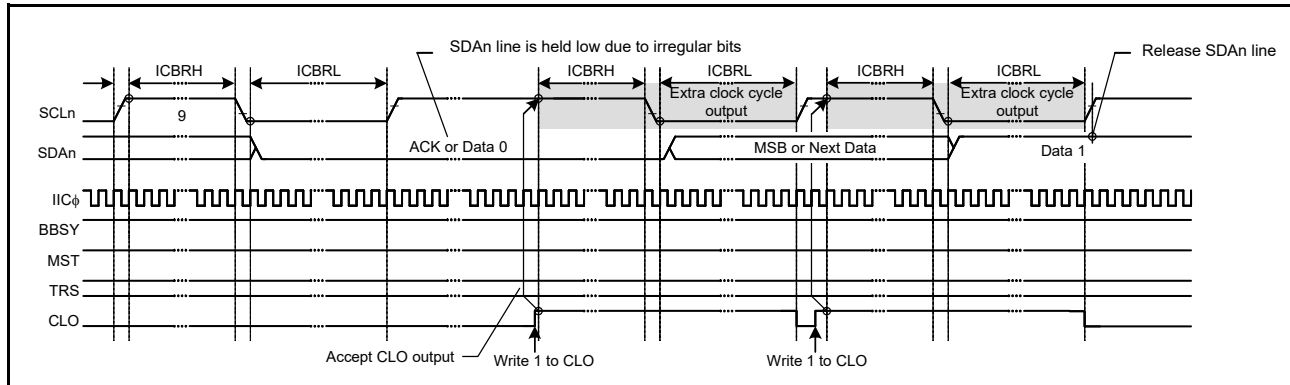 SDAn line is held low due to irregular bits
Release SDAn line
ICBRH ICBRL ICBRH ICBRL ICBRH ICBRL
Extra clock cycle output
Extra clock cycle output
SCLn
9
SDAn
ACK or Data 0
MSB or Next Data
Data 1
IICϕ
BBSY
MST
TRS
CLO
Accept CLO output
Write 1 to CLO
Write 1 to CLO